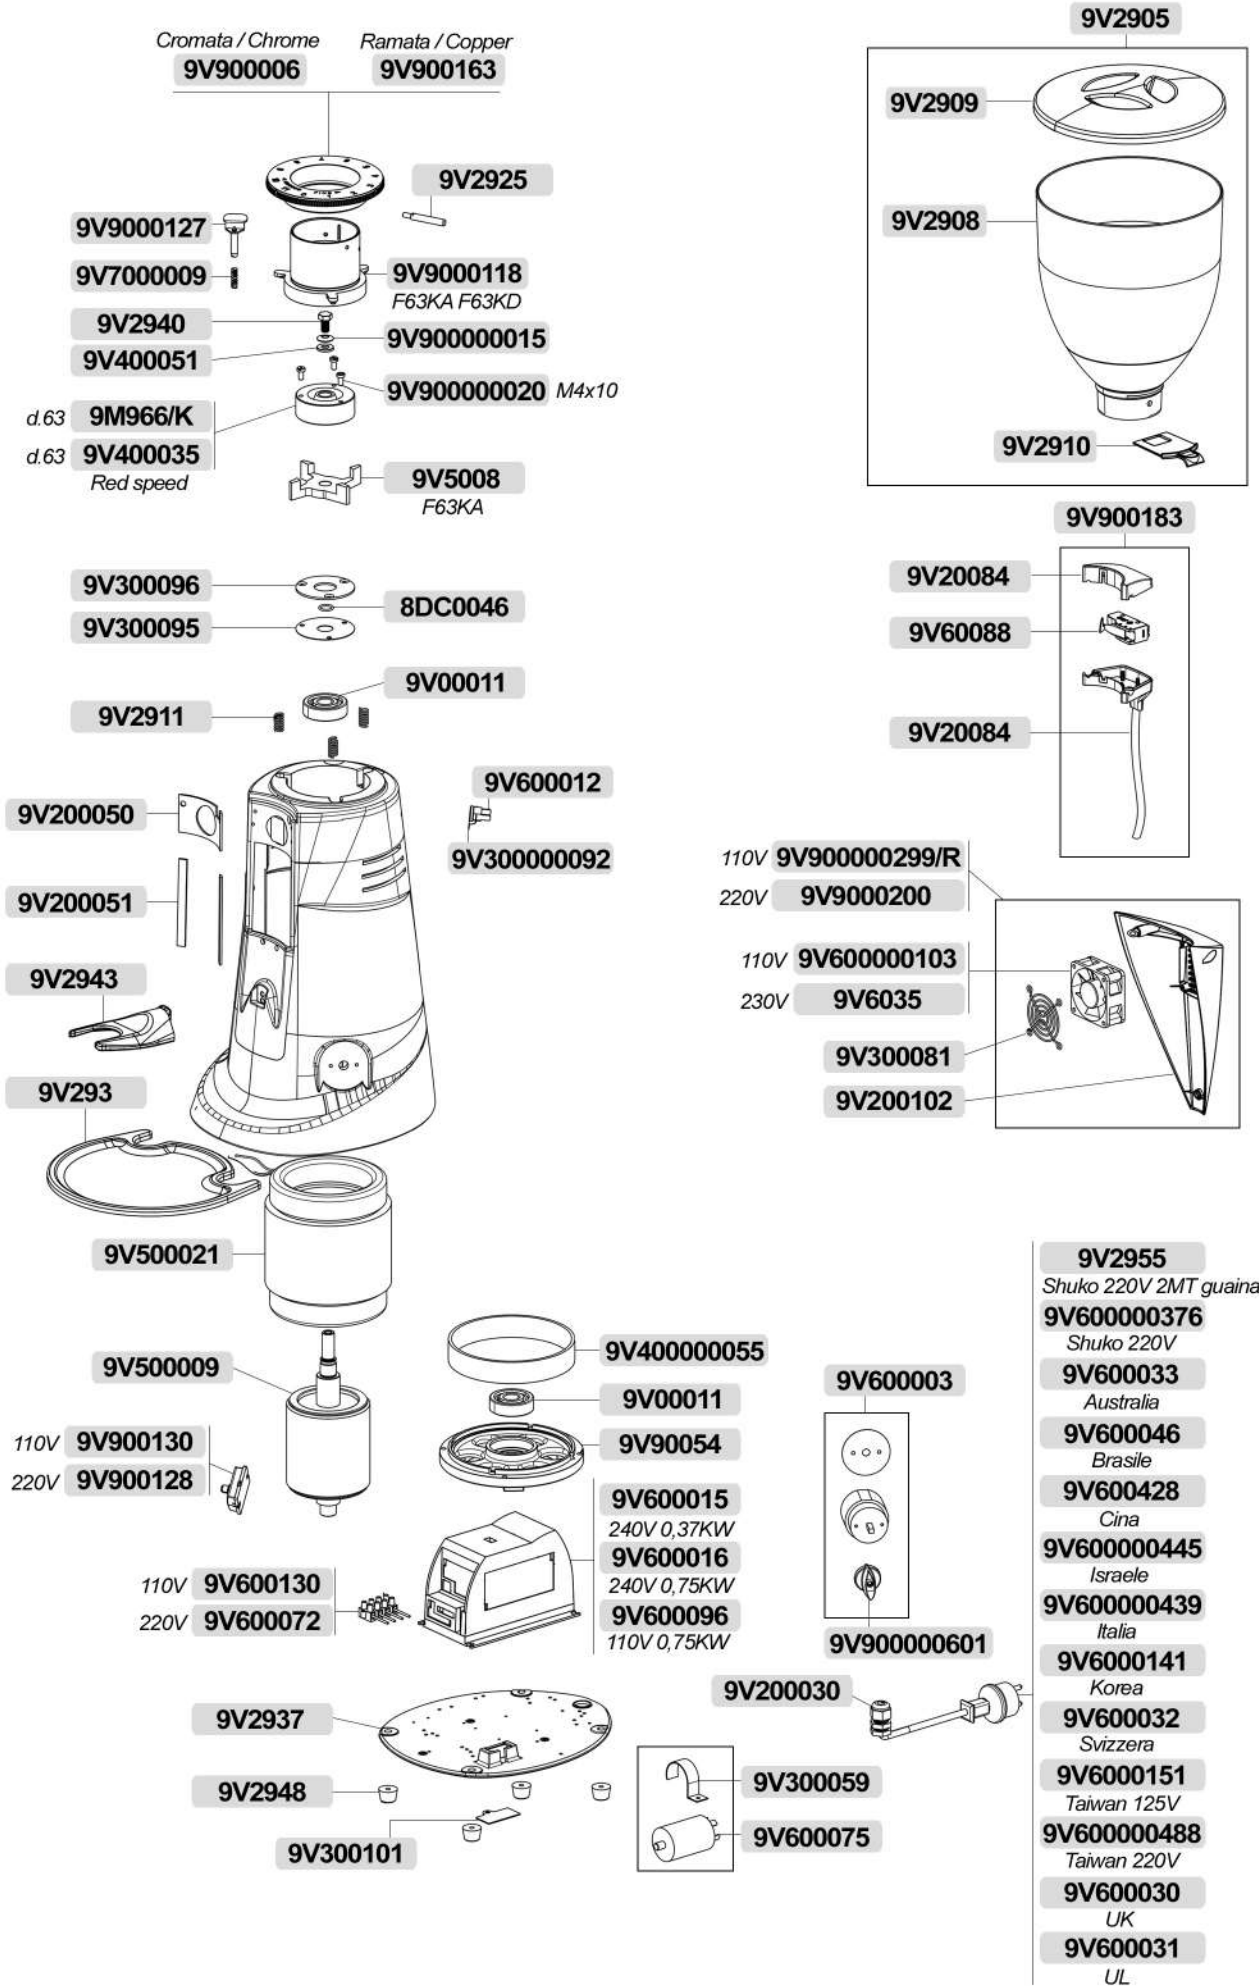 Cromata / Chrome
9V900006
Ramata / Copper
9V900163
9V2925
9V9000127
9V7000009
9V9000118
F63KA F63KD
9V2940
9V400051
9V900000015
9V900000020 M4x10
d.63 9M966/K
d.63 9V400035
Red speed
9V5008
F63KA
9V300096
8DC0046
9V300095
9V00011
9V2911
9V600012
9V300000092
9V200050
9V200051
9V2943
9V293
9V500021
9V500009
110V 9V900130
220V 9V900128
9V400000055
9V00011
9V90054
9V600015
240V 0,37KW
9V600016
240V 0,75KW
9V600096
110V 0,75KW
110V 9V600130
220V 9V600072
9V2937
9V2948
9V300101
9V2905
9V2909
9V2908
9V2910
9V900183
9V20084
9V60088
9V20084
110V 9V900000299/R
220V 9V9000200
110V 9V600000103
230V 9V6035
9V300081
9V200102
9V600003
9V900000601
9V200030
9V300059
9V600075
9V2955
Shuko 220V 2MT guaina
9V600000376
Shuko 220V
9V600033
Australia
9V600046
Brasile
9V600428
Cina
9V600000445
Israele
9V600000439
Italia
9V6000141
Korea
9V600032
Svizzera
9V6000151
Taiwan 125V
9V600000488
Taiwan 220V
9V600030
UK
9V600031
UL